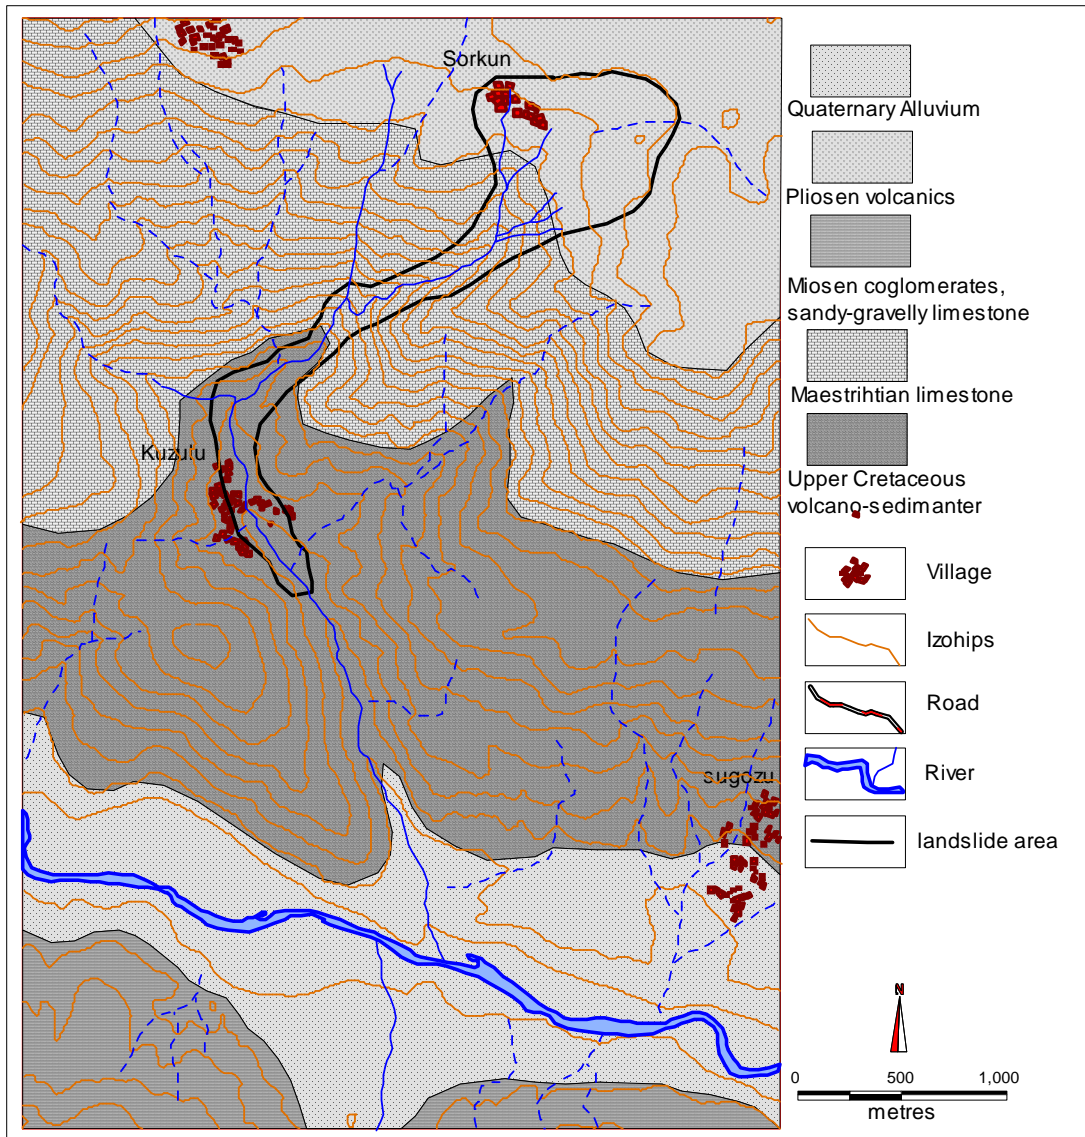 Sorkun
Kuzulu
sugozu
Quaternary Alluvium
Pliosen volcanics
Miosen coglomerates,
sandy-gravelly limestone
Maestrihtian limestone
Upper Cretaceous
volcano-sedimanter
Village
Izohips
Road
River
landslide area
N
0 500 1,000
metres